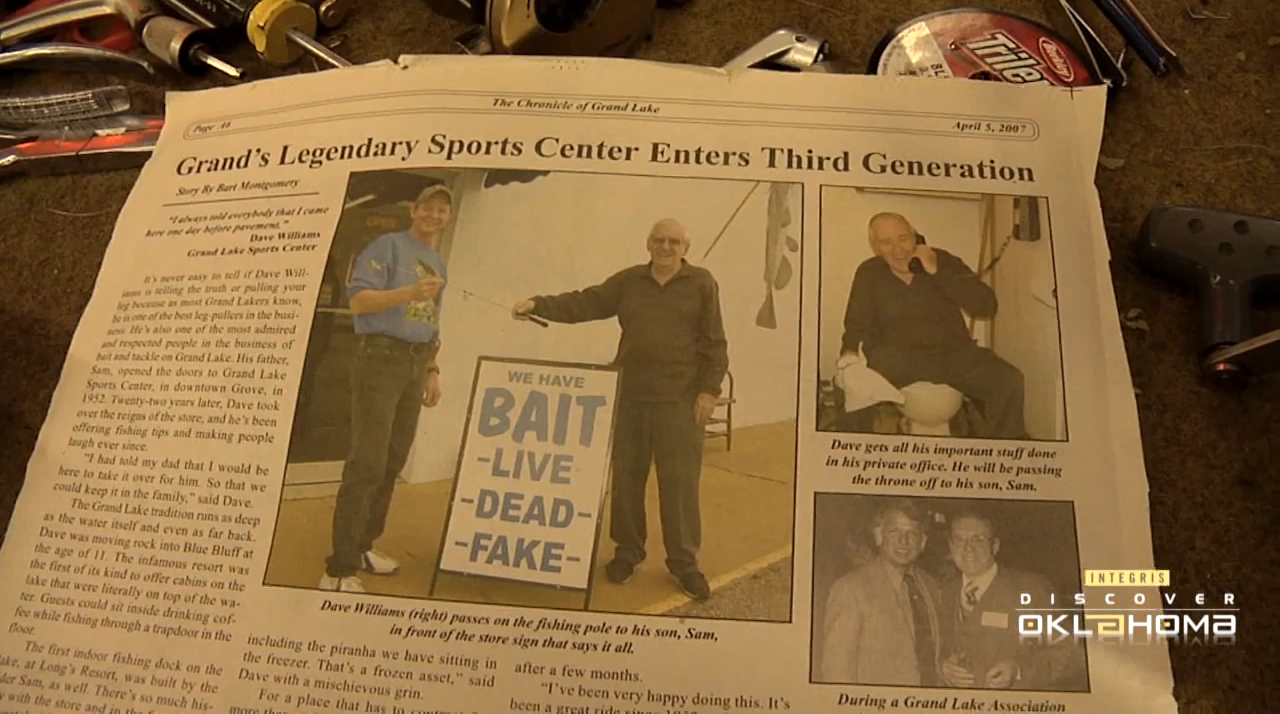 The Chronicle of Grand Lake
Page A6
April 5, 2007
Grand's Legendary Sports Center Enters Third Generation
Story By Bart Montgomery
"I always told everybody that I came
here one day before pavement."
Dave Williams
Grand Lake Sports Center
It's never easy to tell if Dave Wil-
liams is telling the truth or pulling your
leg because as most Grand Lakers know,
he is one of the best leg-pullers in the busi-
ness. He's also one of the most admired
and respected people in the business of
bait and tackle on Grand Lake. His father,
Sam, opened the doors to Grand Lake
Sports Center, in downtown Grove, in
1952. Twenty-two years later, Dave took
over the reigns of the store, and he's been
offering fishing tips and making people
laugh ever since.
"I had told my dad that I would be
here to take it over for him. So that we
could keep it in the family," said Dave.
The Grand Lake tradition runs as deep
as the water itself and even as far back.
Dave was moving rock into Blue Bluff at
the age of 11. The infamous resort was
the first of its kind to offer cabins on the
lake that were literally on top of the wa-
ter. Guests could sit inside drinking cof-
fee while fishing through a trapdoor in the
floor.
The first indoor fishing dock on the
lake, at Long's Resort, was built by the
der Sam, as well. There's so much his-
y with the store and in the
WE HAVE
BAIT
-LIVE
-DEAD-
-FAKE-
Dave Williams (right) passes on the fishing pole to his son, Sam,
in front of the store sign that says it all.
including the piranha we have sitting in
the freezer. That's a frozen asset," said
Dave with a mischievous grin.
For a place that has to
after a few months.
"I've been very happy doing this. It's
been a great ride since
Dave gets all his important stuff done
in his private office. He will be passing
the throne off to his son, Sam.
During a Grand Lake Association
Berkley
Trile
INTEGRIS
DISCOVER
OKLAHOMA